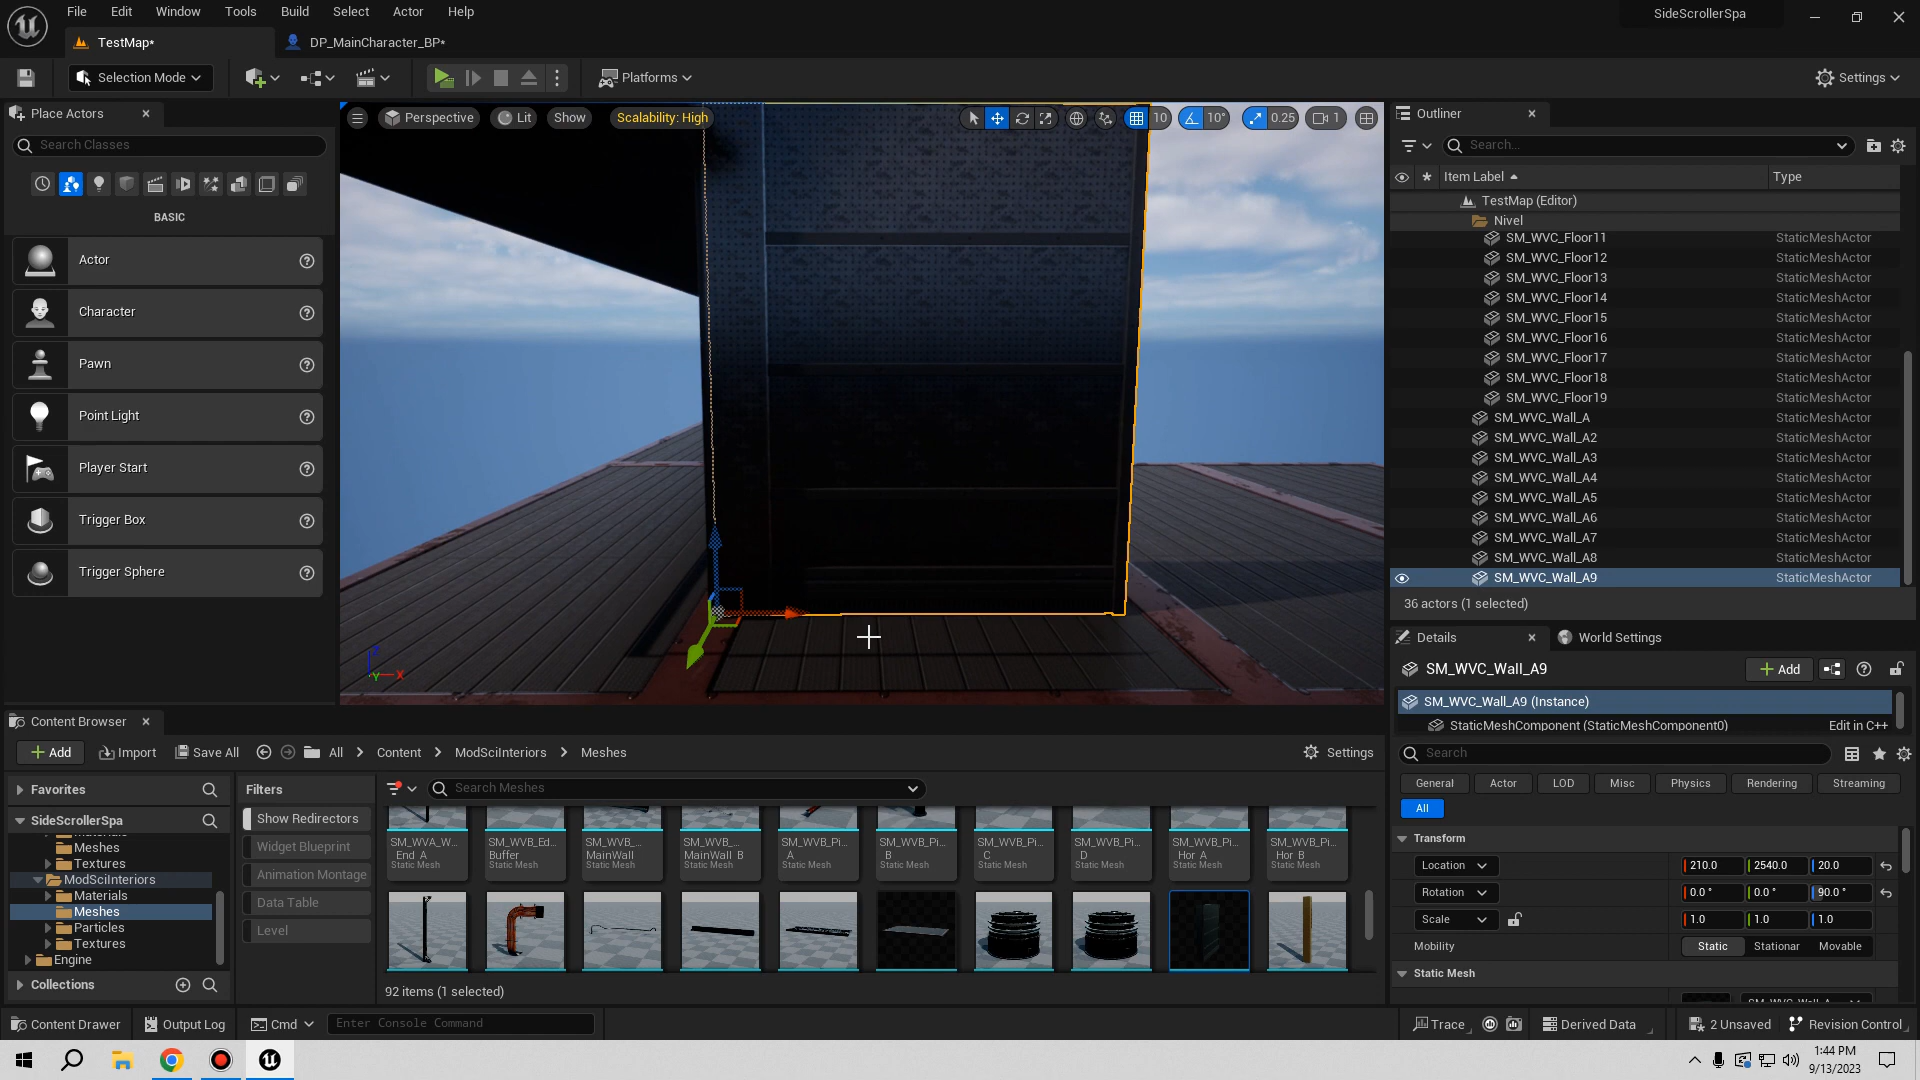 File Edit Window Tools Build Select Actor Help
SideScrollerSpa
TestMap*
DP_MainCharacter_BP*
Selection Mode
Platforms
Settings
Place Actors
Search Classes
BASIC
Actor
Character
Pawn
Point Light
Player Start
Trigger Box
Trigger Sphere
Perspective
Lit
Show
Scalability: High
10
10°
0.25
1
X
Outliner
Search...
Item Label
Type
TestMap (Editor)
Nivel
SM_WVC_Floor11 StaticMeshActor
SM_WVC_Floor12 StaticMeshActor
SM_WVC_Floor13 StaticMeshActor
SM_WVC_Floor14 StaticMeshActor
SM_WVC_Floor15 StaticMeshActor
SM_WVC_Floor16 StaticMeshActor
SM_WVC_Floor17 StaticMeshActor
SM_WVC_Floor18 StaticMeshActor
SM_WVC_Floor19 StaticMeshActor
SM_WVC_Wall_A StaticMeshActor
SM_WVC_Wall_A2 StaticMeshActor
SM_WVC_Wall_A3 StaticMeshActor
SM_WVC_Wall_A4 StaticMeshActor
SM_WVC_Wall_A5 StaticMeshActor
SM_WVC_Wall_A6 StaticMeshActor
SM_WVC_Wall_A7 StaticMeshActor
SM_WVC_Wall_A8 StaticMeshActor
SM_WVC_Wall_A9 StaticMeshActor
36 actors (1 selected)
Details
World Settings
SM_WVC_Wall_A9
Add
SM_WVC_Wall_A9 (Instance)
StaticMeshComponent (StaticMeshComponent0) Edit in C++
Search
General Actor LOD Misc Physics Rendering Streaming
All
Transform
Location 210.0 2540.0 20.0
Rotation 0.0 ° 0.0 ° 90.0 °
Scale 1.0 1.0 1.0
Mobility Static Stationar Movable
Static Mesh
Content Browser
Add Import Save All All Content ModSciInteriors Meshes Settings
Favorites
SideScrollerSpa
Meshes
Textures
ModSciInteriors
Materials
Meshes
Particles
Textures
Engine
Collections
Filters
Show Redirectors
Widget Blueprint
Animation Montage
Data Table
Level
Search Meshes
SM_WVA_W... End_A Static Mesh
SM_WVB_Ed... Buffer Static Mesh
SM_WVB_... MainWall Static Mesh
SM_WVB_... MainWall_B Static Mesh
SM_WVB_Pi... A Static Mesh
SM_WVB_Pi... B Static Mesh
SM_WVB_Pi... C Static Mesh
SM_WVB_Pi... D Static Mesh
SM_WVB_Pi... Hor_A Static Mesh
SM_WVB_Pi... Hor_B Static Mesh
92 items (1 selected)
Content Drawer Output Log Cmd Enter Console Command
Trace Derived Data 2 Unsaved Revision Control
1:44 PM
9/13/2023